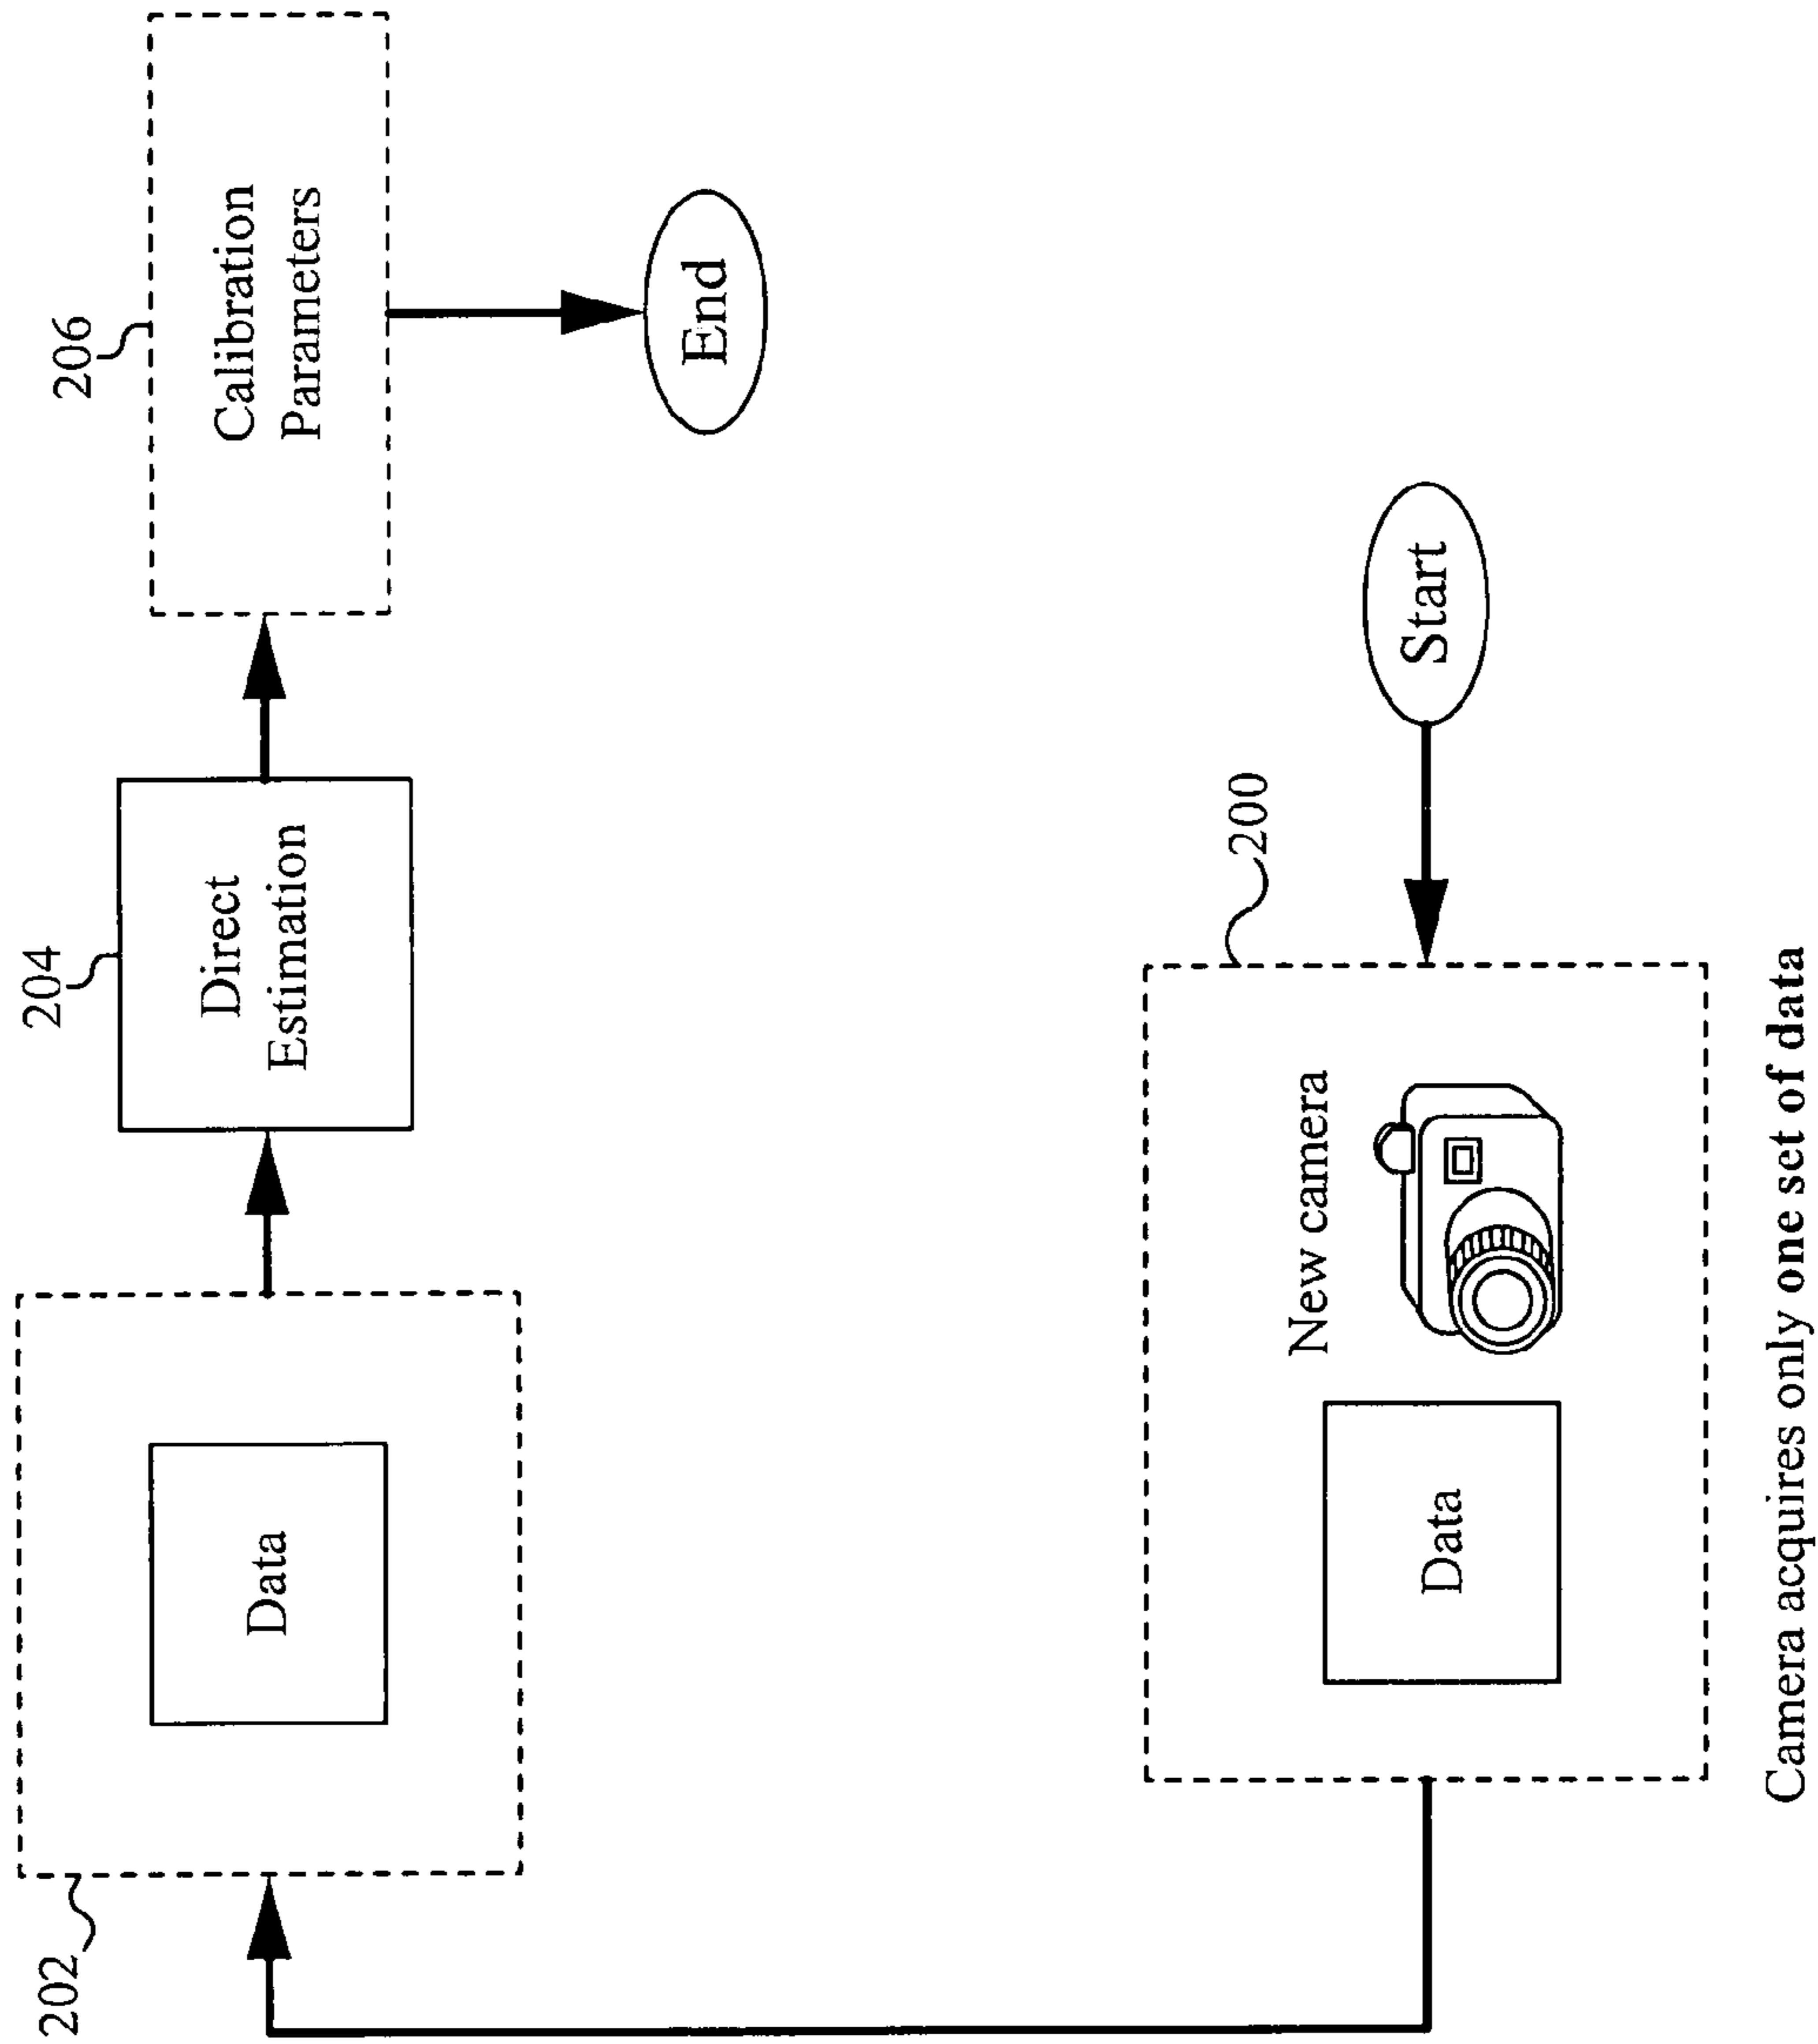 202
Data
204
Direct
Estimation
206
Calibration
Parameters
End
Data
New camera
200
Start
Camera acquires only one set of data